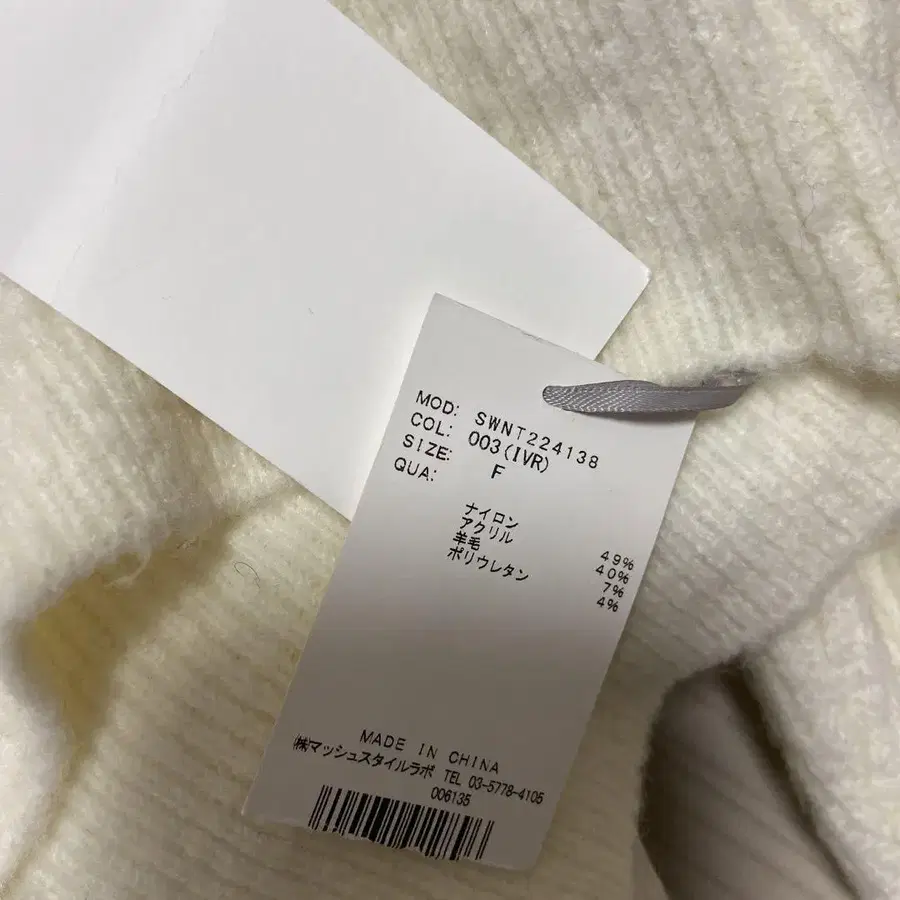 MOD: SWNT224138
COL: 003(IVR)
SIZE: F
QUA:
ナイロン 49%
アクリル 40%
羊毛 7%
ポリウレタン 4%
MADE IN CHINA
㈱マッシュスタイルラボ TEL 03-5778-4105
006135